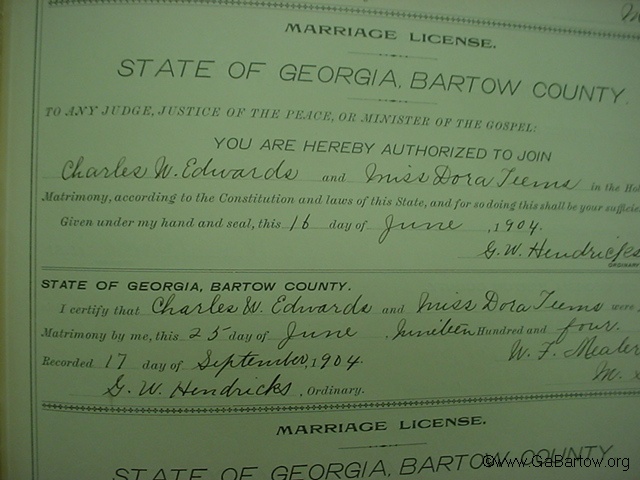 MARRIAGE LICENSE.
STATE OF GEORGIA, BARTOW COUNTY.
TO ANY JUDGE, JUSTICE OF THE PEACE, OR MINISTER OF THE GOSPEL:
YOU ARE HEREBY AUTHORIZED TO JOIN
Charles W. Edwards and Miss Dora Teems in the Hol
Matrimony, according to the Constitution and laws of this State, and for so doing this shall be your sufficie
Given under my hand and seal, this 16 day of June, 1904.
G. W. Hendricks
ORDINARY
STATE OF GEORGIA, BARTOW COUNTY.
I certify that Charles W. Edwards and Miss Dora Teems were
Matrimony by me, this 25 day of June, Nineteen Hundred and four.
Recorded 17 day of September, 1904. W. F. Mealer
G. W. Hendricks, Ordinary. M.
MARRIAGE LICENSE.
STATE OF GEORGIA, BARTOW COUNTY
©www.GaBartow.org